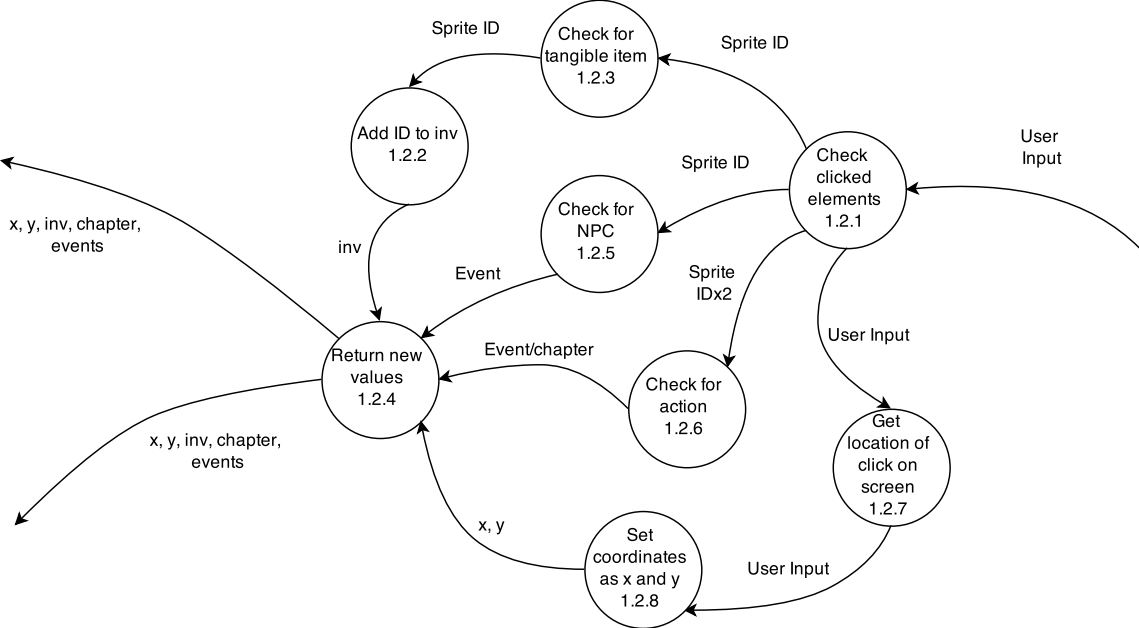 Sprite ID
Check for
tangible item
1.2.3
Sprite ID
Add ID to inv
1.2.2
User
Input
Check
clicked
elements
1.2.1
Sprite ID
x, y, inv, chapter,
events
inv
Check for
NPC
1.2.5
Event
Sprite
IDx2
User Input
Return new
values
1.2.4
Event/chapter
Check for
action
1.2.6
Get
location of
click on
screen
1.2.7
x, y, inv, chapter,
events
x, y
Set
coordinates
as x and y
1.2.8
User Input